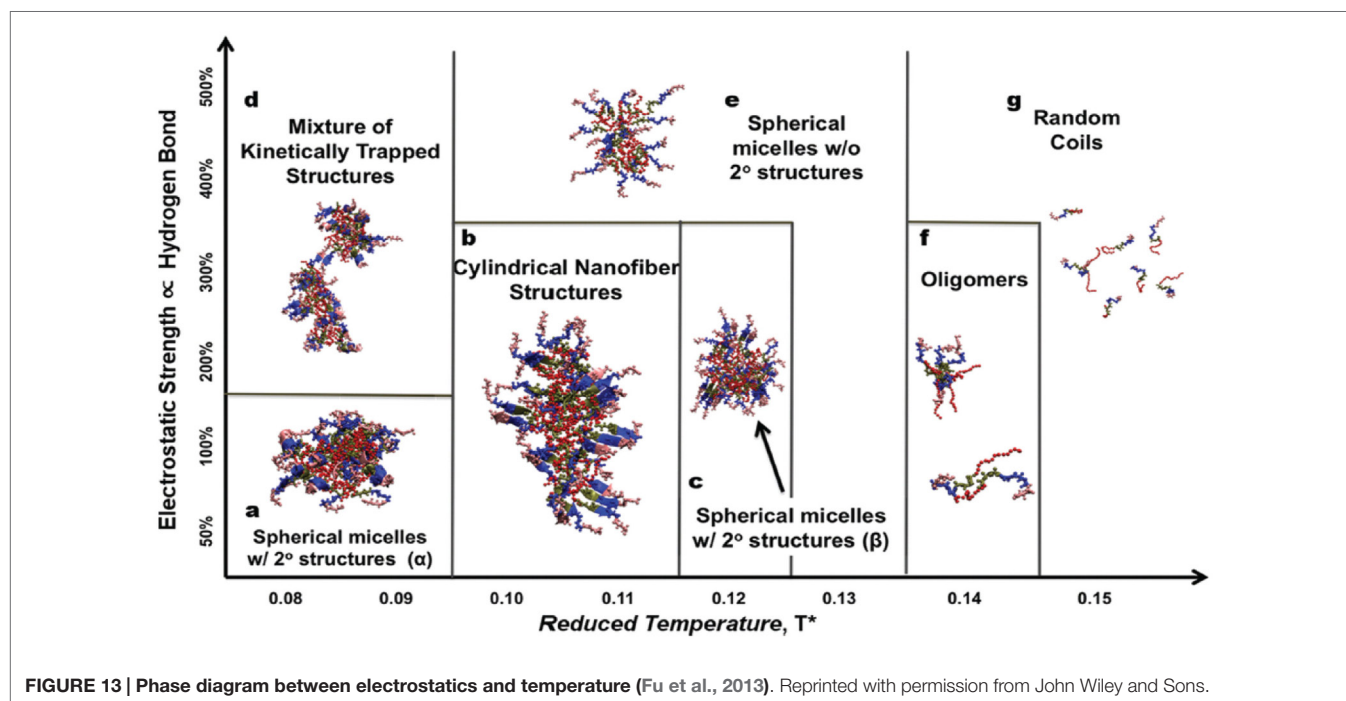 Electrostatic Strength ∝ Hydrogen Bond
500%
400%
300%
200%
100%
50%
d
Mixture of
Kinetically Trapped
Structures
e
Spherical
micelles w/o
2° structures
g
Random
Coils
b
Cylindrical Nanofiber
Structures
f
Oligomers
a
Spherical micelles
w/ 2° structures (α)
c
Spherical micelles
w/ 2° structures (β)
0.08 0.09 0.10 0.11 0.12 0.13 0.14 0.15
Reduced Temperature, T*
FIGURE 13 | Phase diagram between electrostatics and temperature (Fu et al., 2013). Reprinted with permission from John Wiley and Sons.